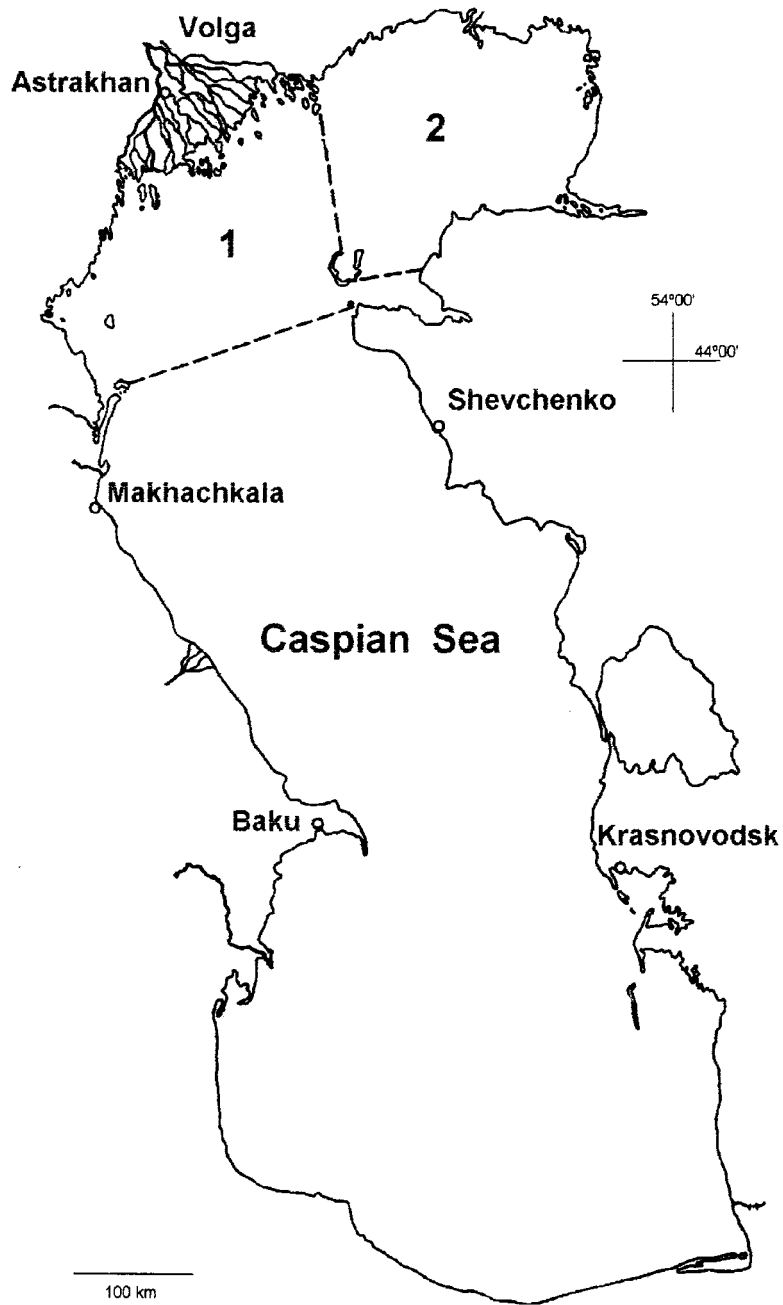 Volga
Astrakhan
2
1
54°00'
44°00'
Shevchenko
Makhachkala
Caspian Sea
Baku
Krasnovodsk
100 km